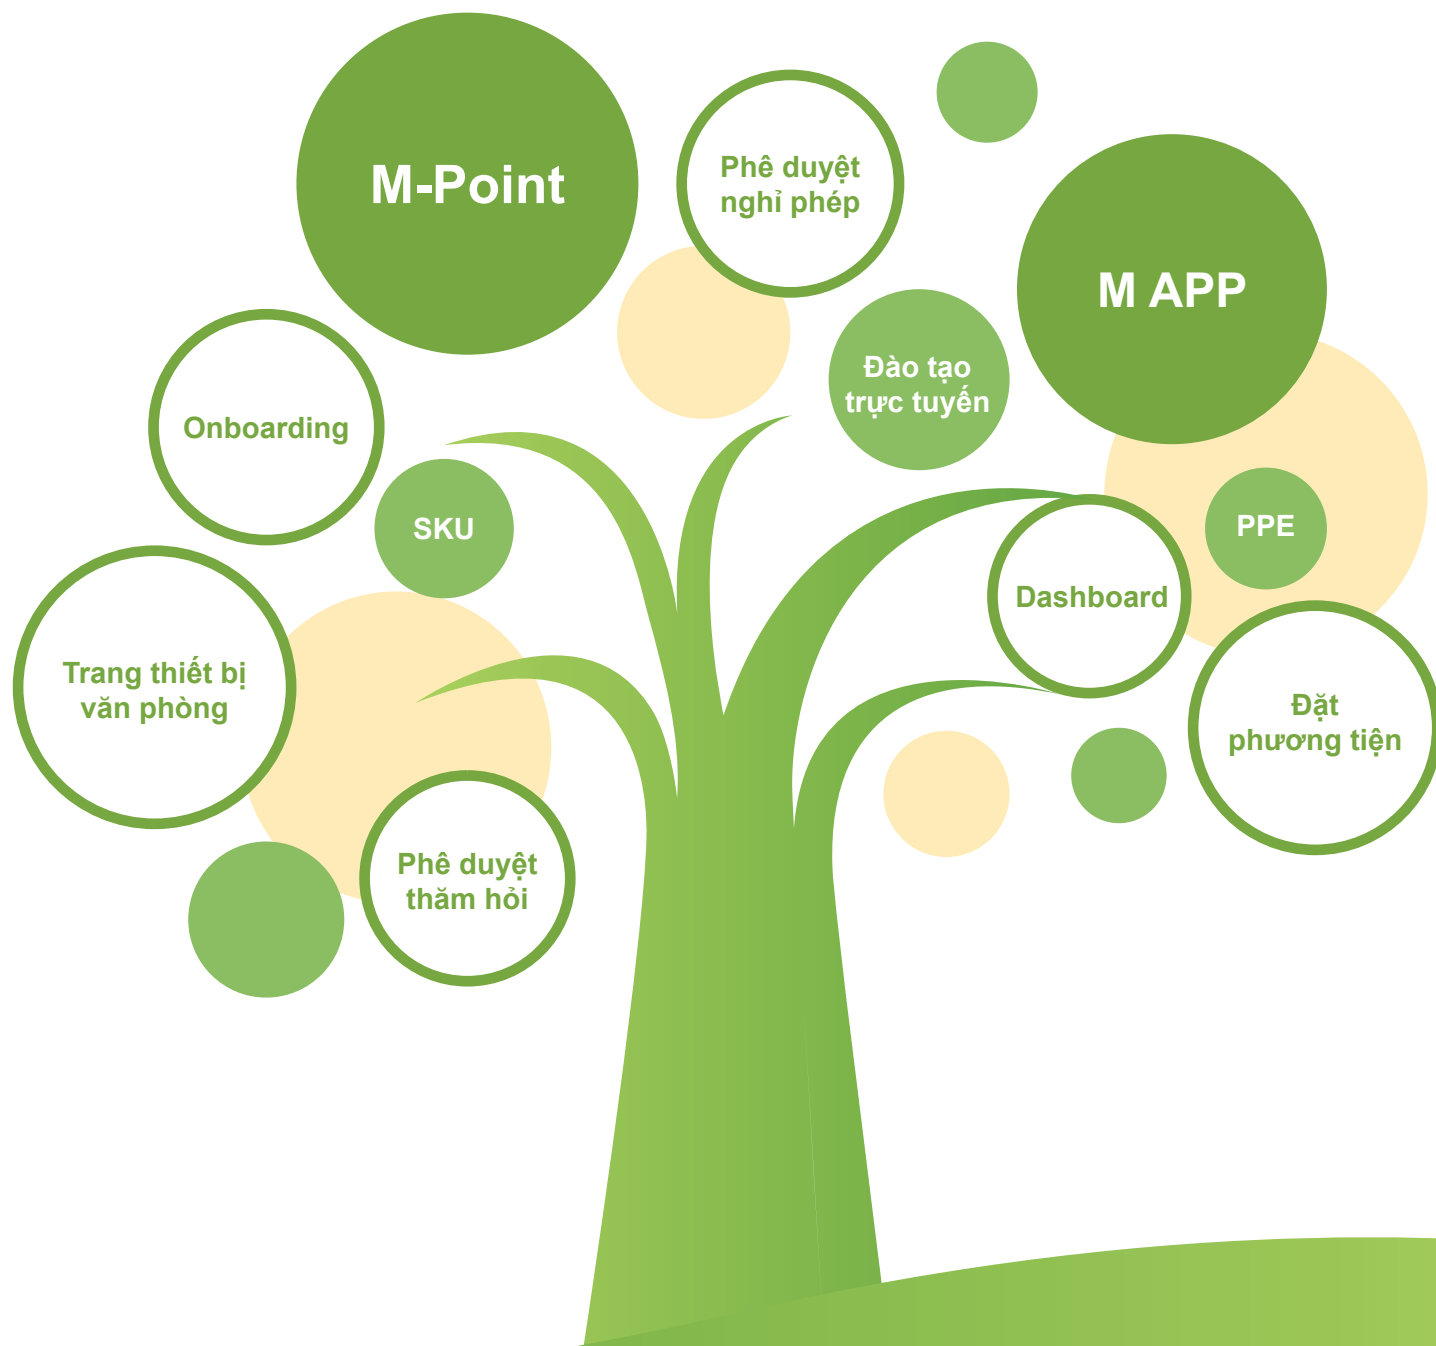 M-Point
Phê duyệt
nghỉ phép
M APP
Đào tạo
trực tuyến
Onboarding
SKU
PPE
Dashboard
Trang thiết bị
văn phòng
Đặt
phương tiện
Phê duyệt
thăm hỏi